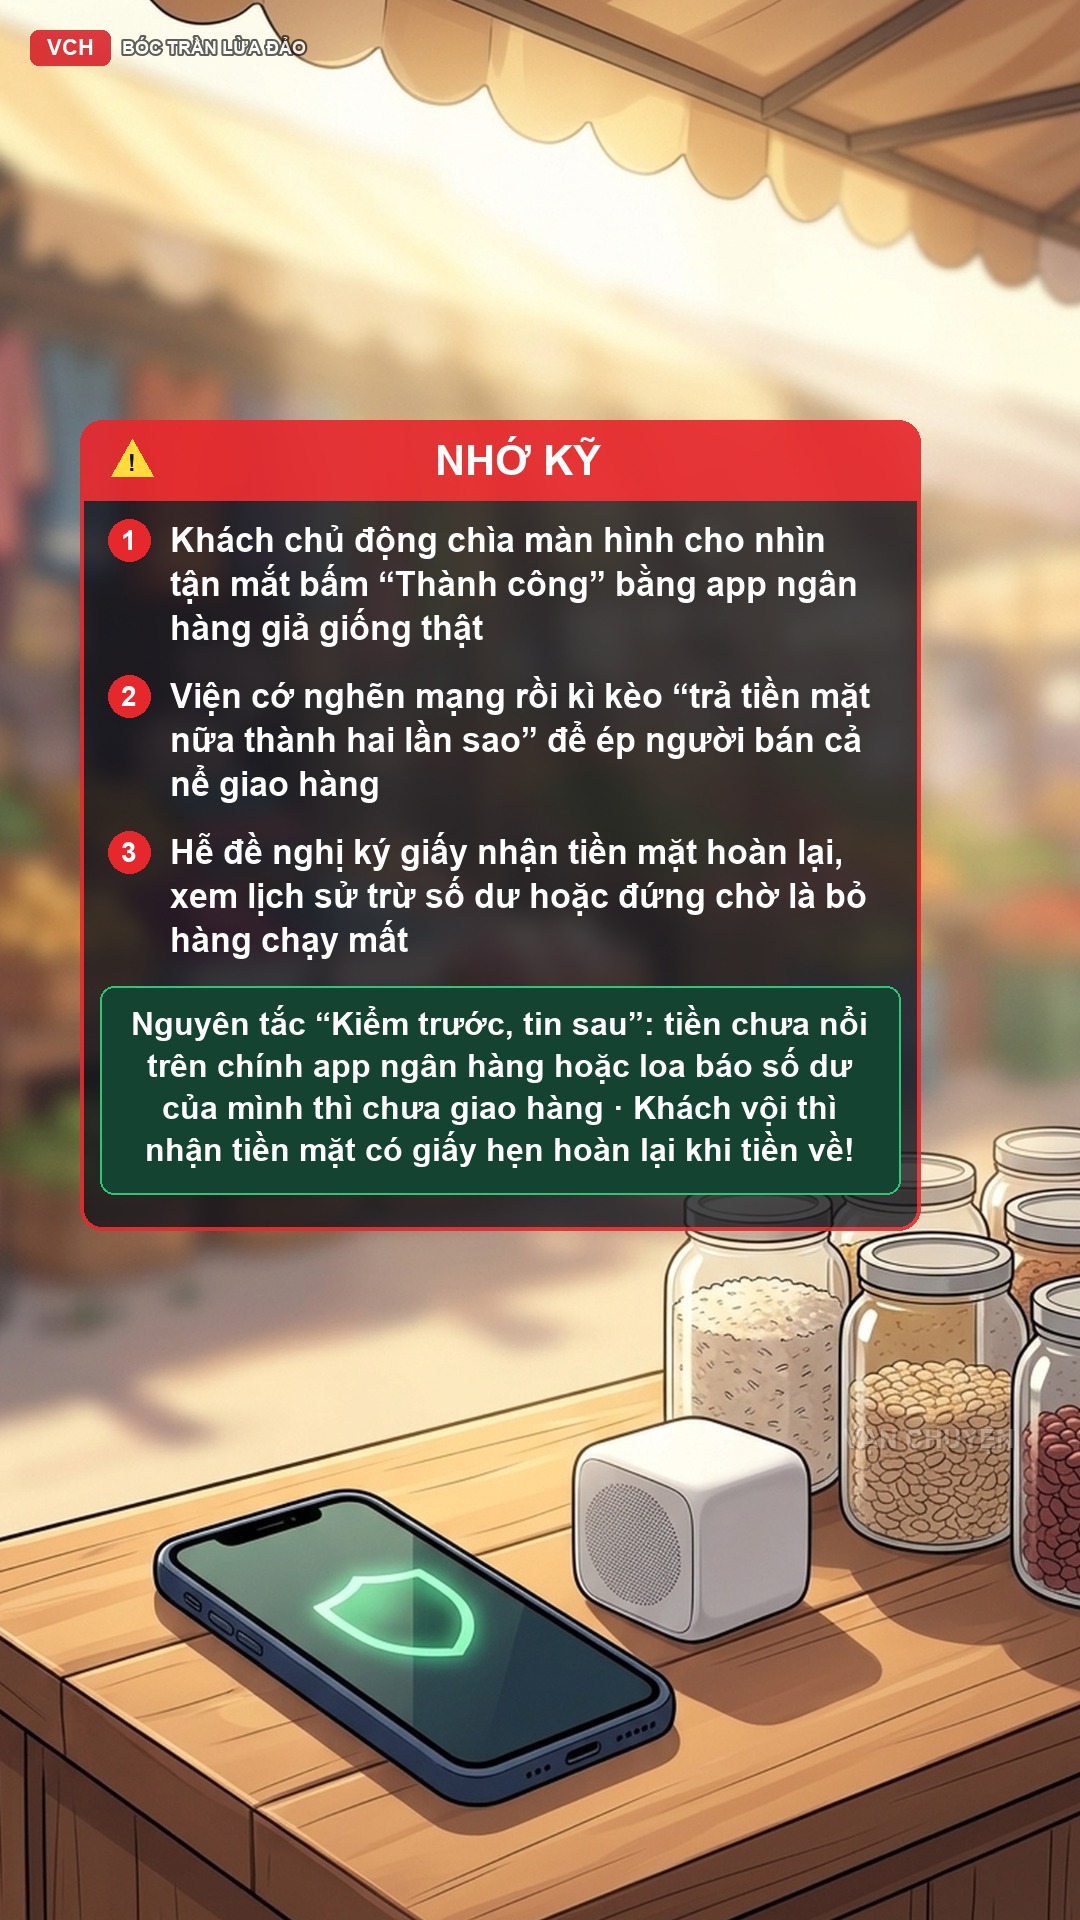 VCH BÓC TRẦN LỪA ĐẢO
NHỚ KỸ
1 Khách chủ động chìa màn hình cho nhìn
tận mắt bấm “Thành công” bằng app ngân
hàng giả giống thật
2 Viện cớ nghẽn mạng rồi kì kèo “trả tiền mặt
nữa thành hai lần sao” để ép người bán cả
nể giao hàng
3 Hễ đề nghị ký giấy nhận tiền mặt hoàn lại,
xem lịch sử trừ số dư hoặc đứng chờ là bỏ
hàng chạy mất
Nguyên tắc “Kiểm trước, tin sau”: tiền chưa nổi
trên chính app ngân hàng hoặc loa báo số dư
của mình thì chưa giao hàng · Khách vội thì
nhận tiền mặt có giấy hẹn hoàn lại khi tiền về!